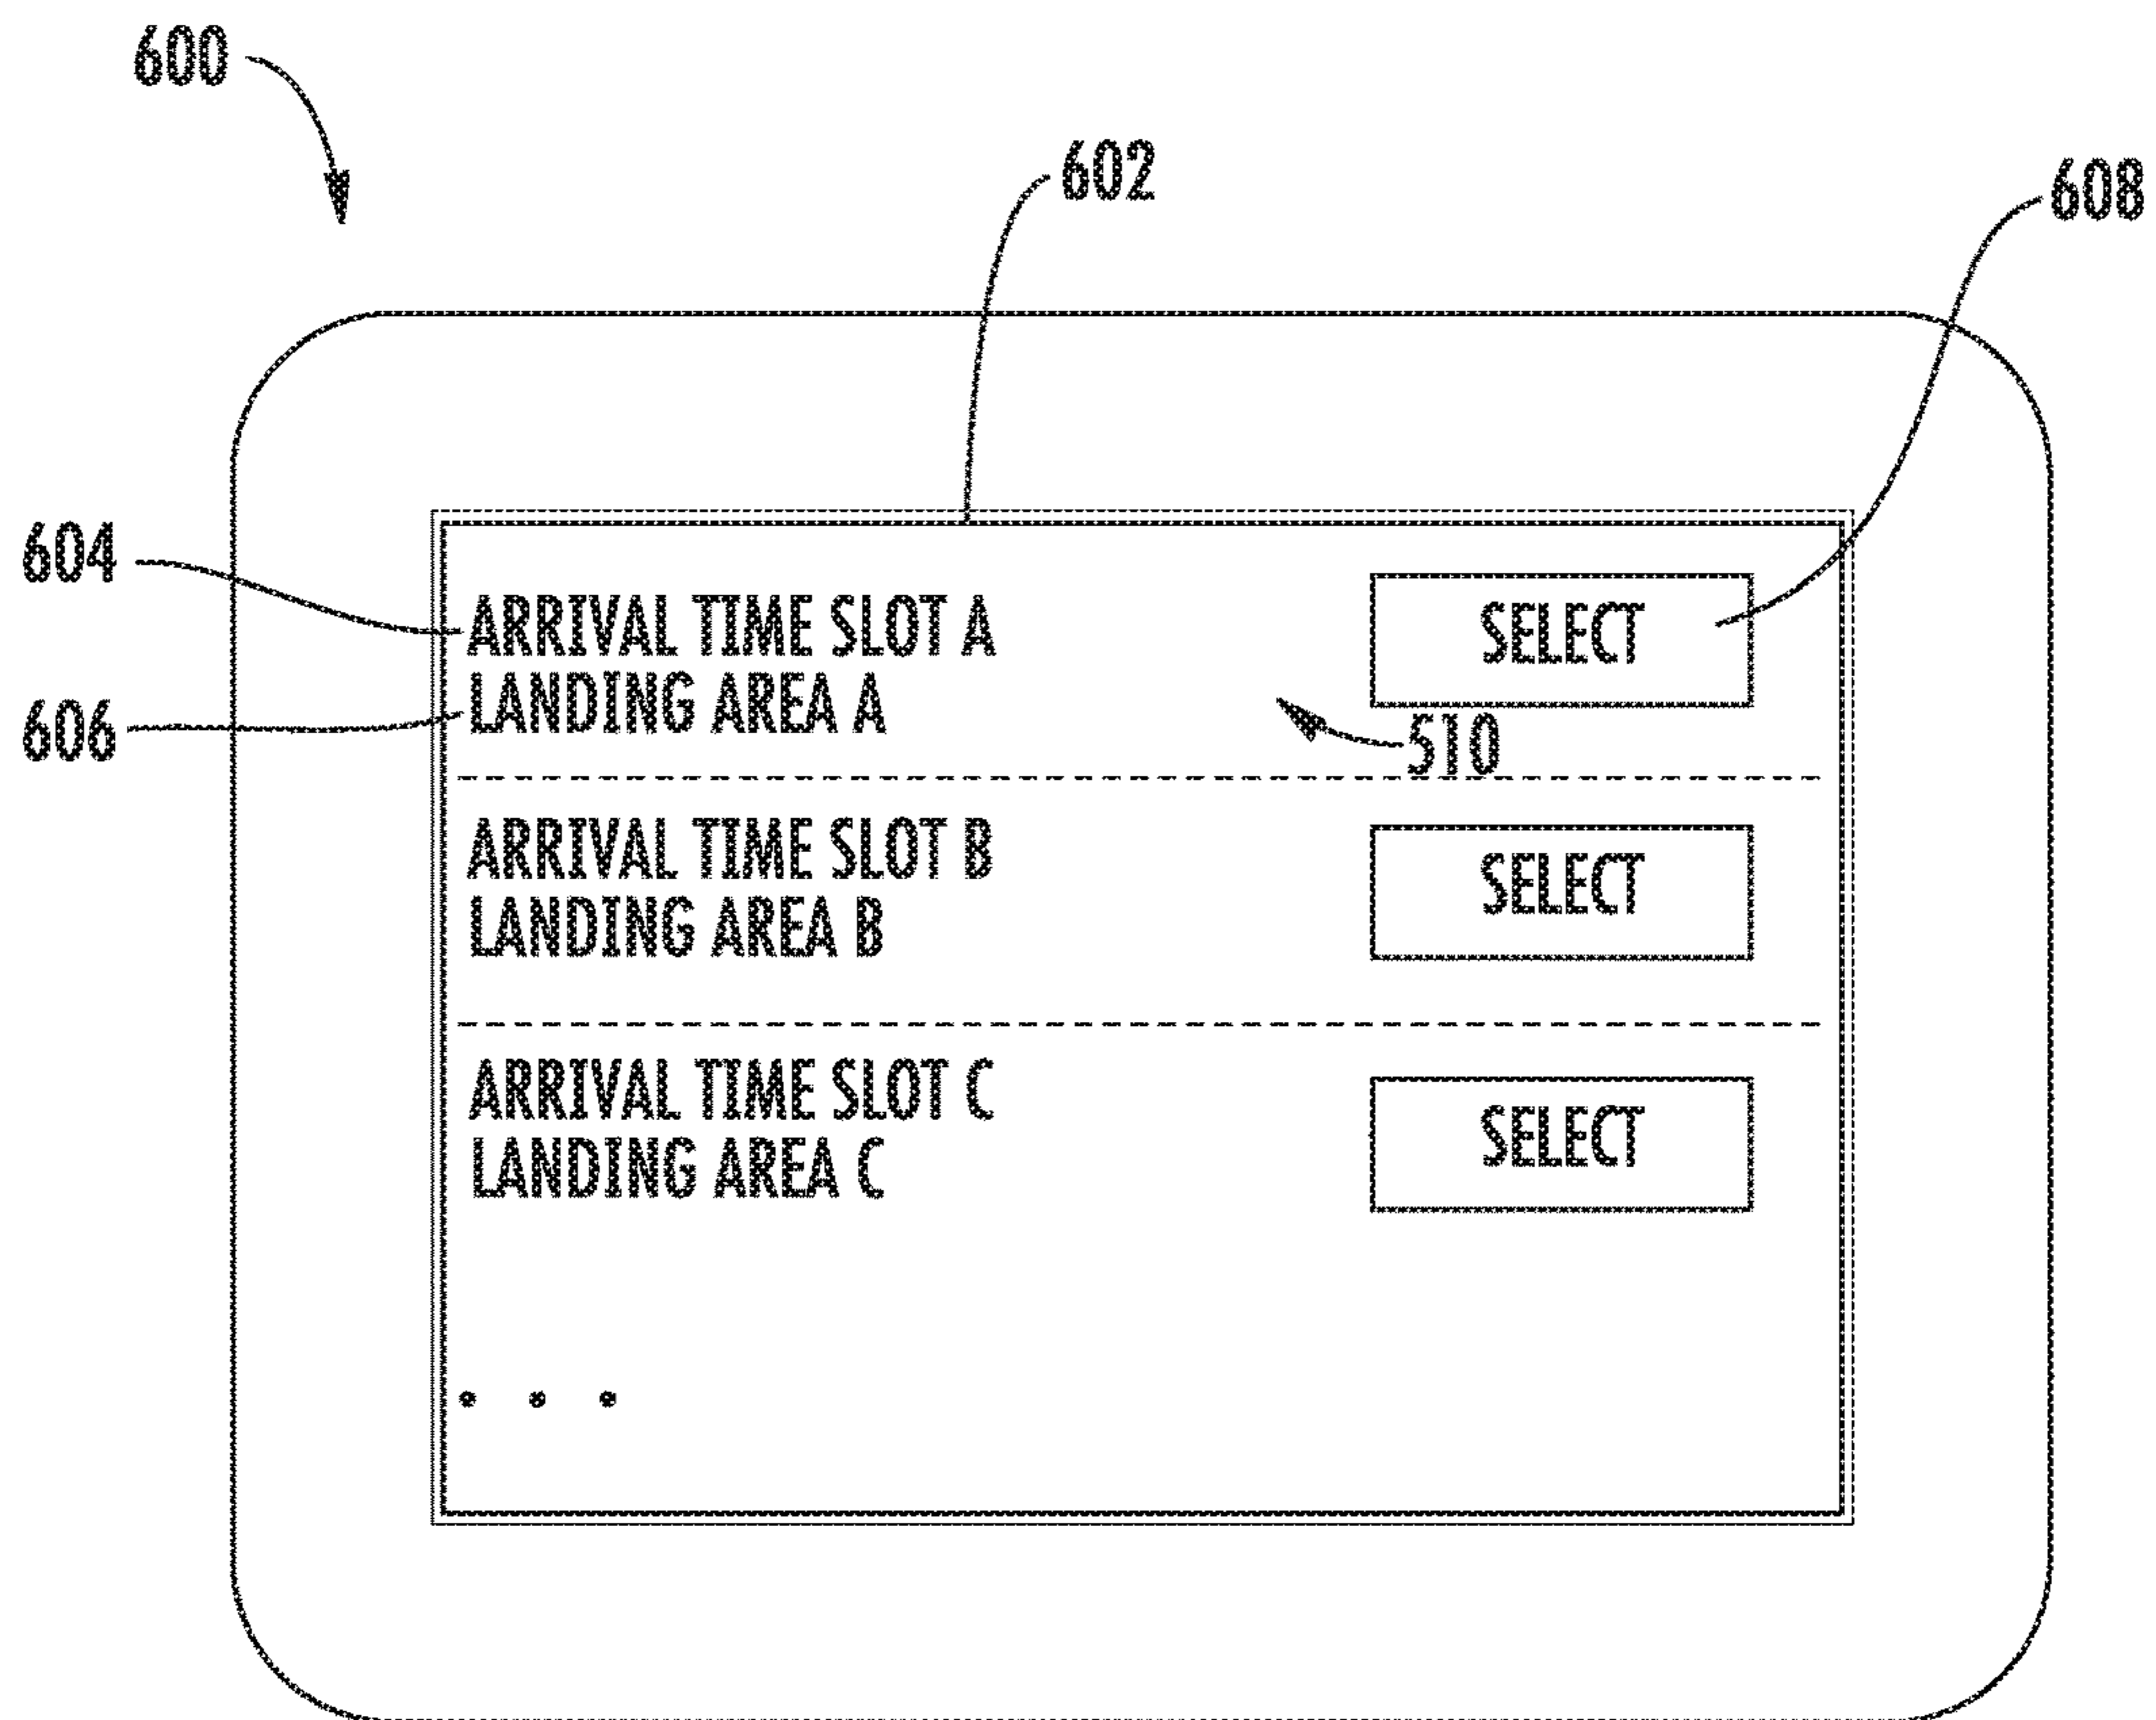 600
602
608
604
ARRIVAL TIME SLOT A
SELECT
606
LANDING AREA A
510
ARRIVAL TIME SLOT B
SELECT
LANDING AREA B
ARRIVAL TIME SLOT C
SELECT
LANDING AREA C
. . .